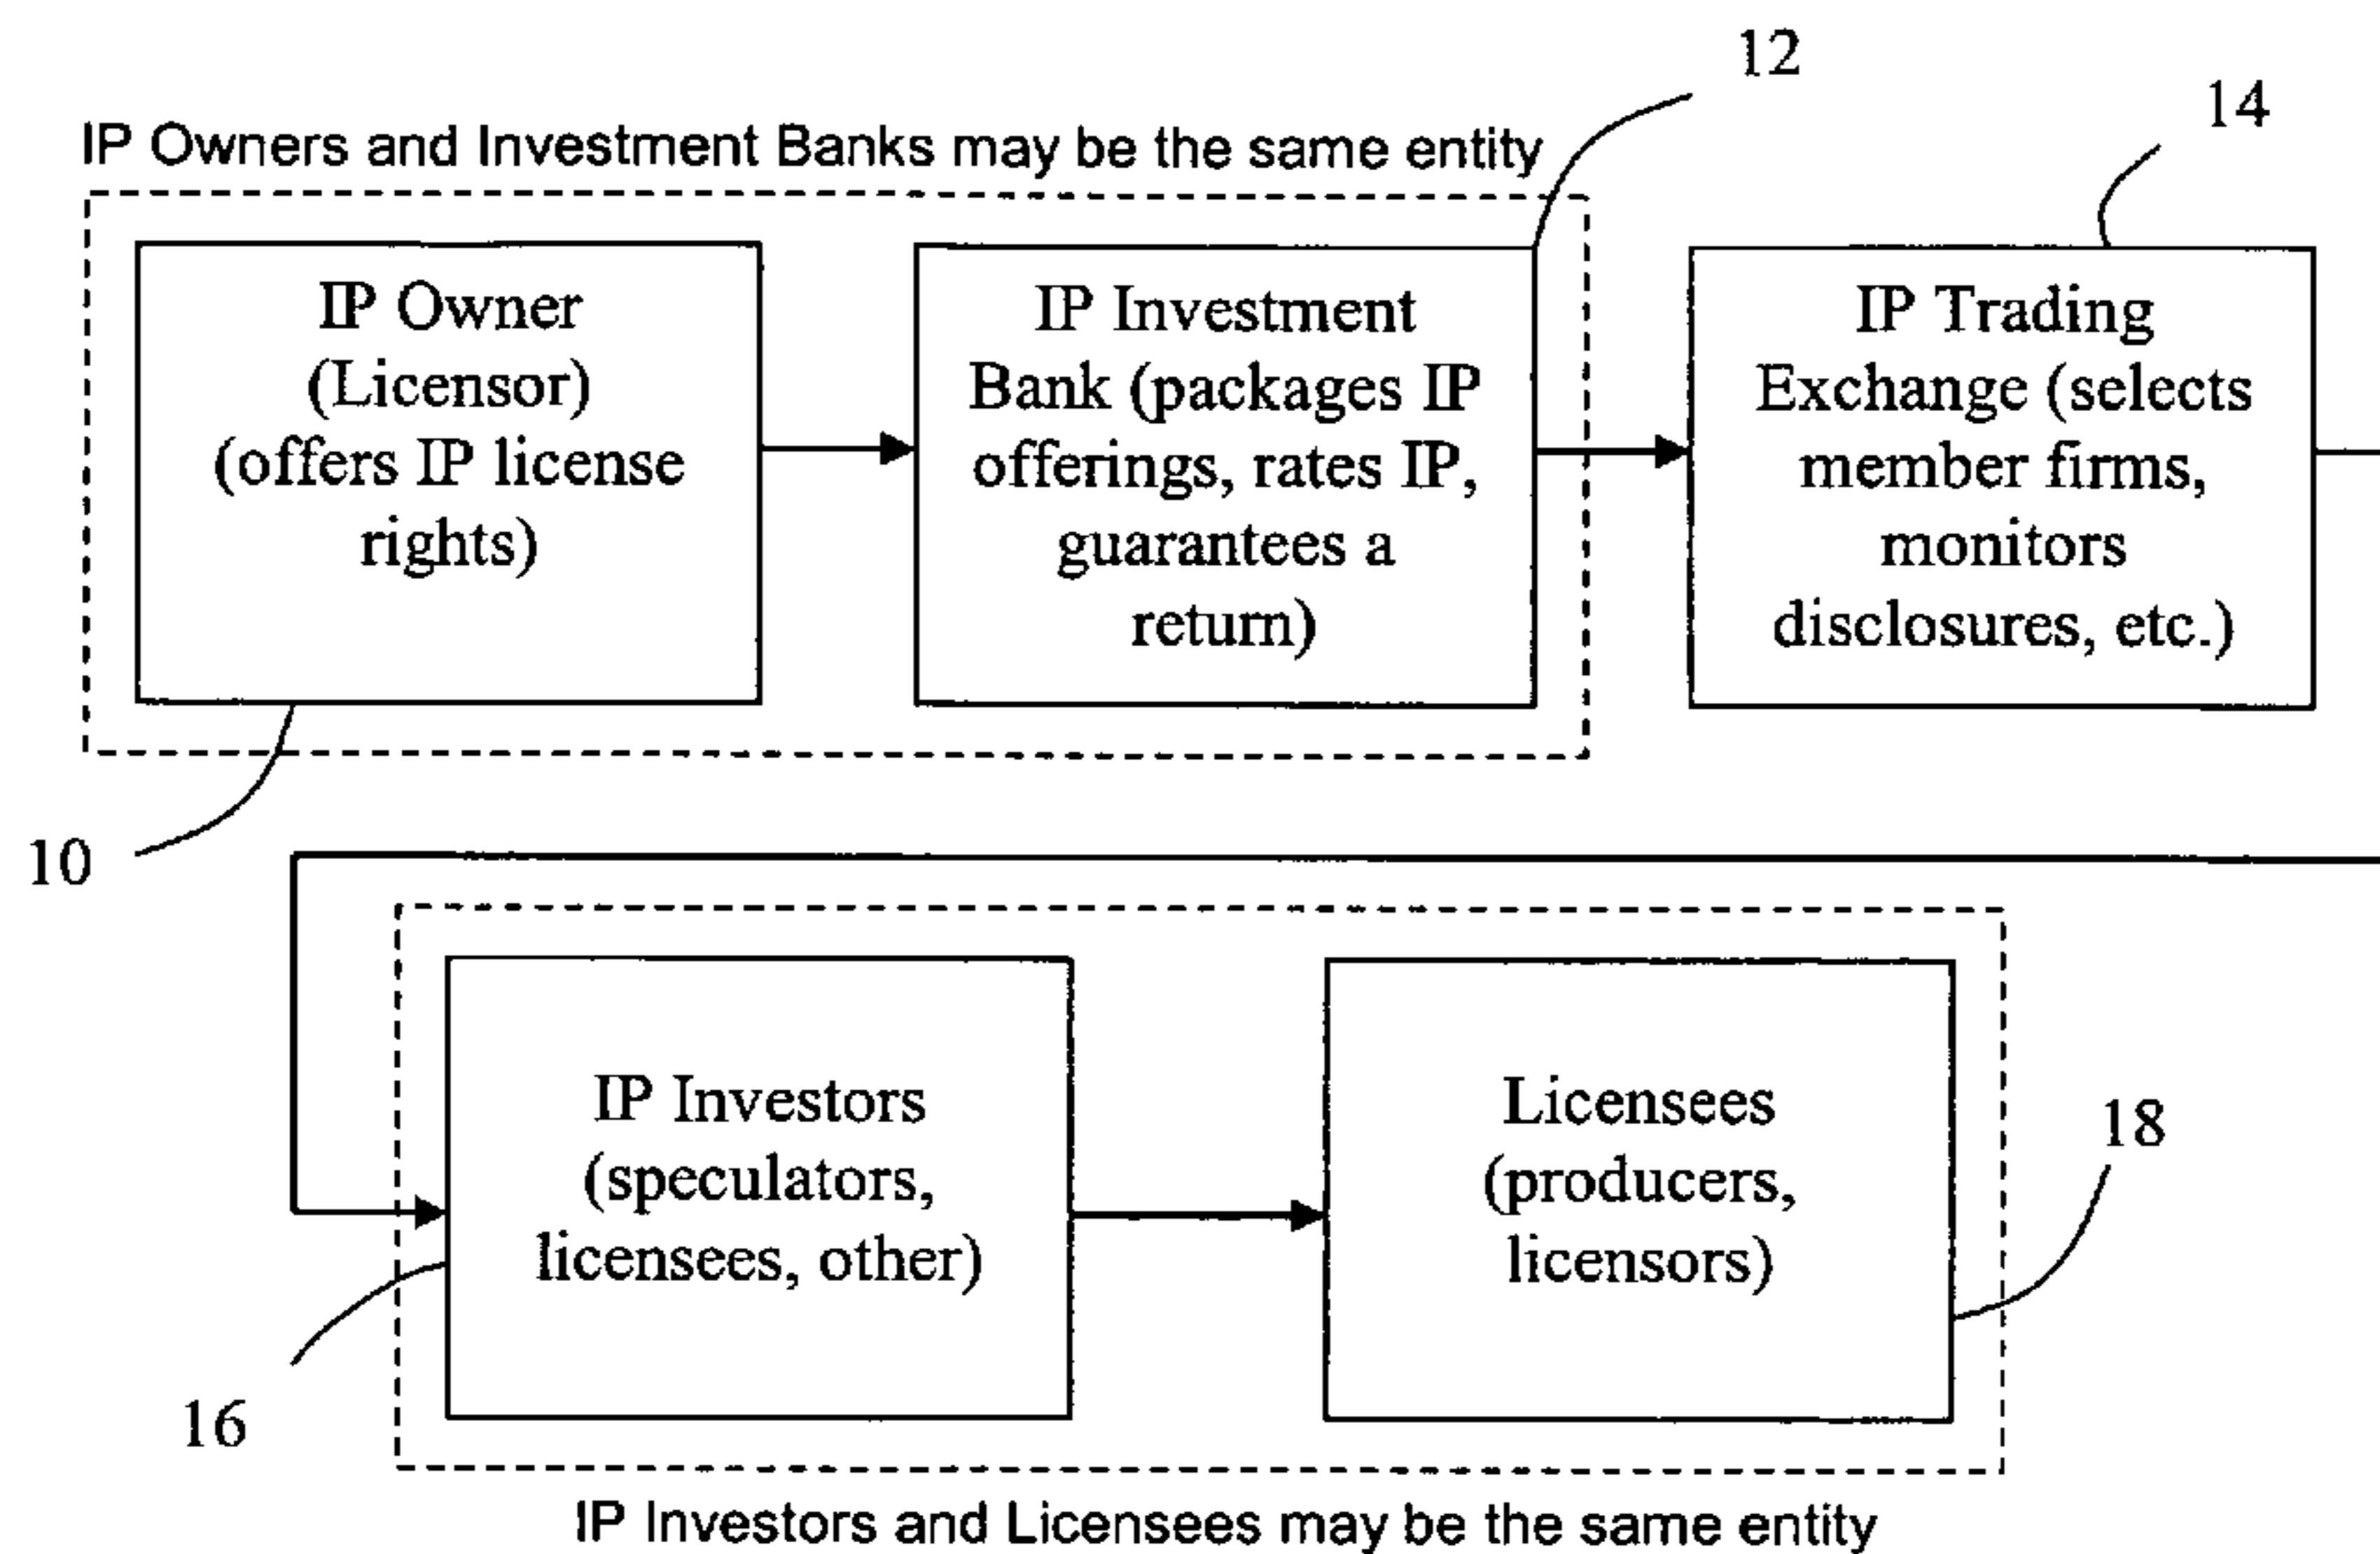 12
14
IP Owners and Investment Banks may be the same entity
IP Owner
(Licensor)
(offers IP license
rights)
IP Investment
Bank (packages IP
offerings, rates IP,
guarantees a
return)
IP Trading
Exchange (selects
member firms,
monitors
disclosures, etc.)
10
IP Investors
(speculators,
licensees, other)
Licensees
(producers,
licensors)
18
16
IP Investors and Licensees may be the same entity